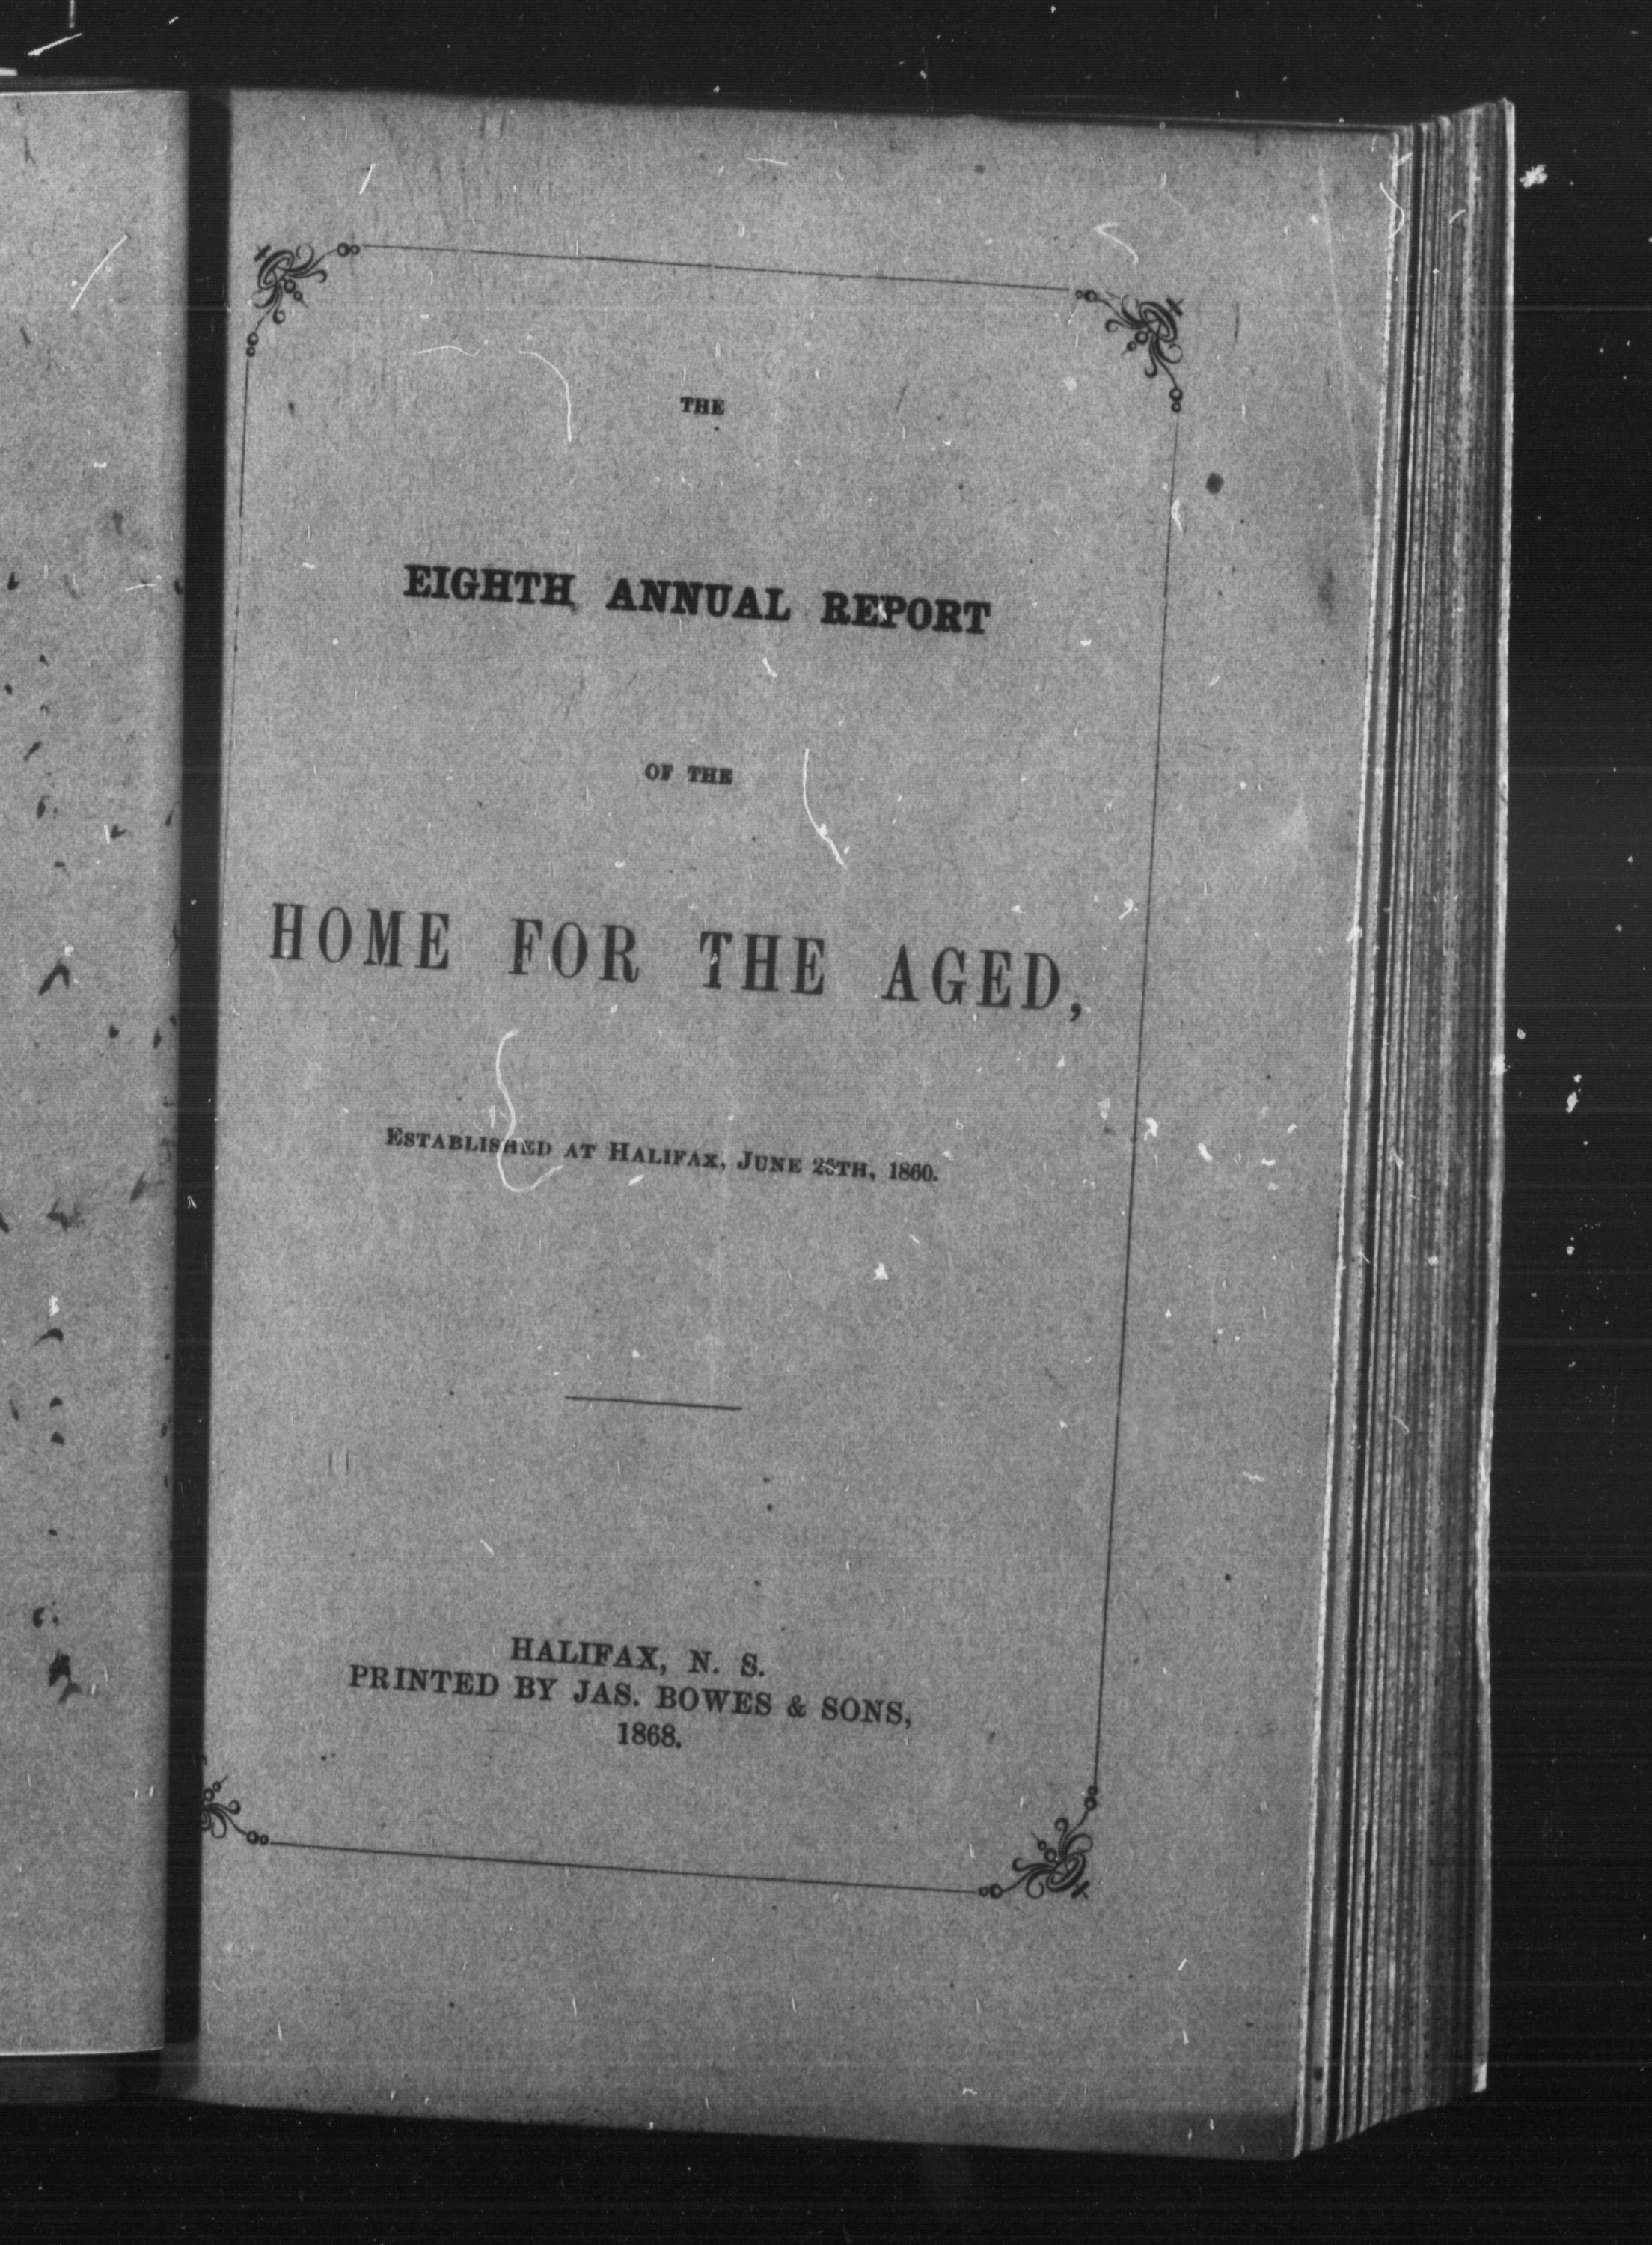 THE
EIGHTH ANNUAL REPORT
OF THE
HOME FOR THE AGED,
ESTABLISHED AT HALIFAX, JUNE , 1860.
HALIFAX, N. S.
PRINTED BY JAS. BOWES & SONS,
1868.